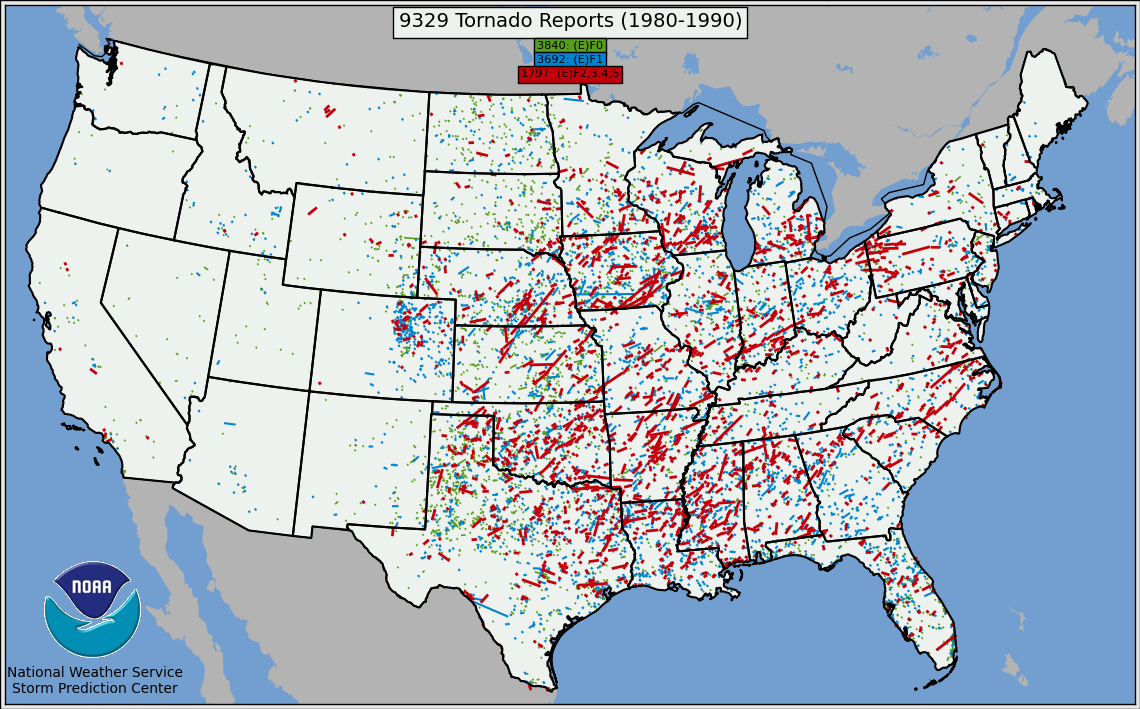 9329 Tornado Reports (1980-1990)
3840: (E)F0
3692: (E)F1
1797: (E)F2,3,4,5
NOAA
National Weather Service
Storm Prediction Center